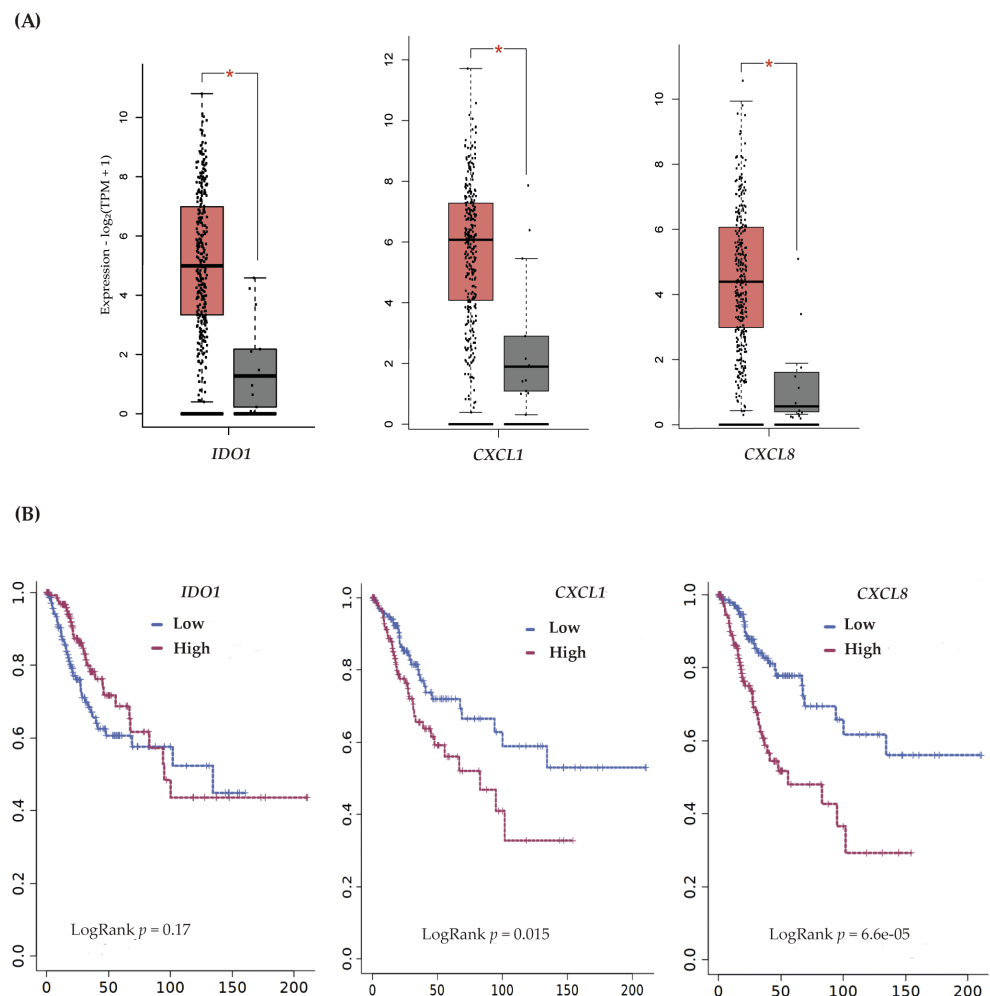 (A)
*
*
*
Expression - log₂(TPM + 1)
0
2
4
6
8
10
0
2
4
6
8
10
12
0
2
4
6
8
10
IDO1
CXCL1
CXCL8
(B)
IDO1
Low
High
LogRank p = 0.17
0.0
0.2
0.4
0.6
0.8
1.0
0 50 100 150 200
CXCL1
Low
High
LogRank p = 0.015
0.0
0.2
0.4
0.6
0.8
1.0
0 50 100 150 200
CXCL8
Low
High
LogRank p = 6.6e-05
0.0
0.2
0.4
0.6
0.8
1.0
0 50 100 150 200